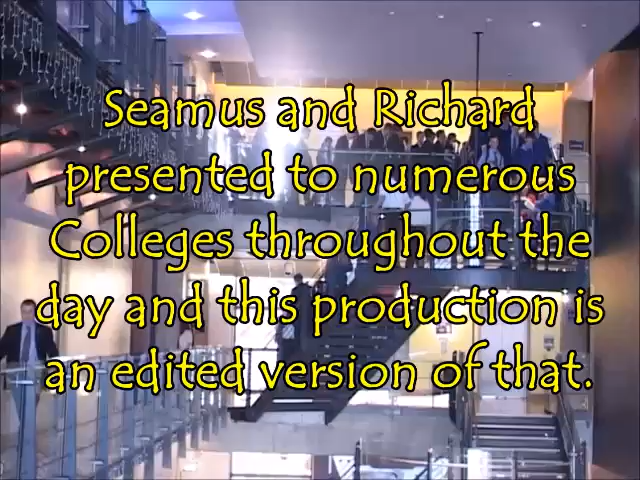 Seamus and Richard
presented to numerous
Colleges throughout the
day and this production is
an edited version of that.